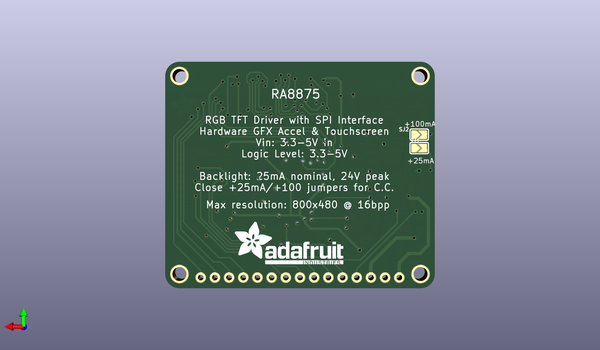 RA8875
RGB TFT Driver with SPI Interface
Hardware GFX Accel & Touchscreen
Vin: 3.3-5V in
Logic Level: 3.3-5V
+100mA
SJ2
+25mA
Backlight: 25mA nominal, 24V peak
Close +25mA/+100 jumpers for C.C.
Max resolution: 800x480 @ 16bpp
adafruit
INDUSTRIES